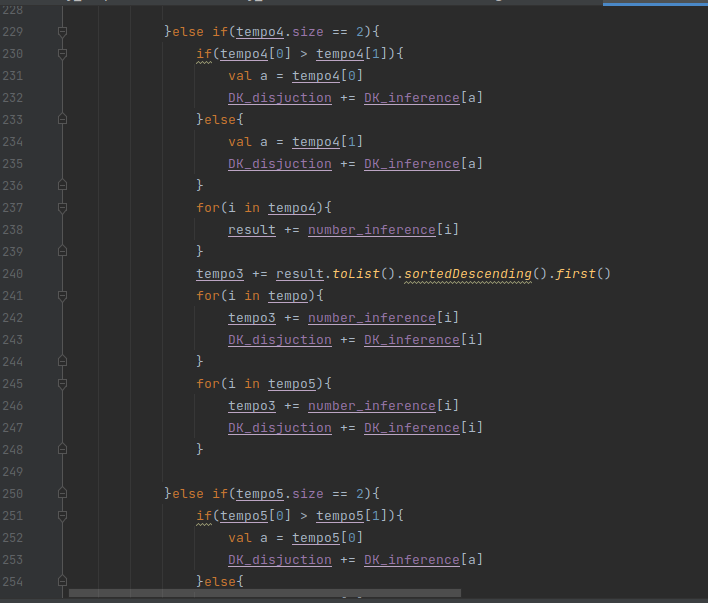 228
229 }else if(tempo4.size == 2){
230 if(tempo4[0] > tempo4[1]){
231 val a = tempo4[0]
232 DK_disjuction += DK_inference[a]
233 }else{
234 val a = tempo4[1]
235 DK_disjuction += DK_inference[a]
236 }
237 for(i in tempo4){
238 result += number_inference[i]
239 }
240 tempo3 += result.toList().sortedDescending().first()
241 for(i in tempo){
242 tempo3 += number_inference[i]
243 DK_disjuction += DK_inference[i]
244 }
245 for(i in tempo5){
246 tempo3 += number_inference[i]
247 DK_disjuction += DK_inference[i]
248 }
249
250 }else if(tempo5.size == 2){
251 if(tempo5[0] > tempo5[1]){
252 val a = tempo5[0]
253 DK_disjuction += DK_inference[a]
254 }else{